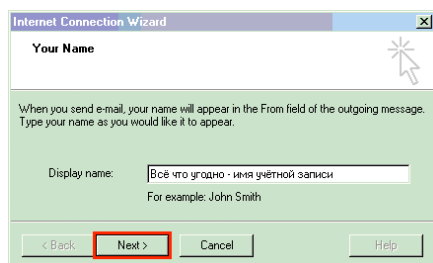 Internet Connection Wizard
Your Name
When you send e-mail, your name will appear in the From field of the outgoing message.
Type your name as you would like it to appear.
Display name: Всё что угодно - имя учётной записи
For example: John Smith
< Back Next > Cancel Help